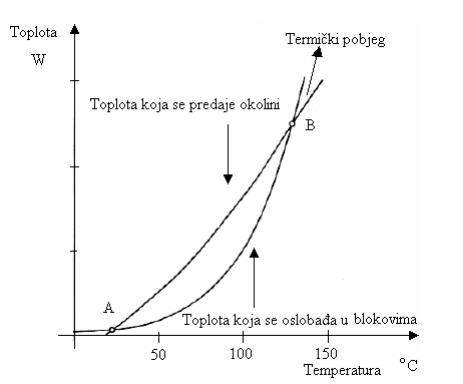 Toplota
W
Termički pobjeg
Toplota koja se predaje okolini
B
A
Toplota koja se oslobađa u blokovima
50
100
150
°C
Temperatura